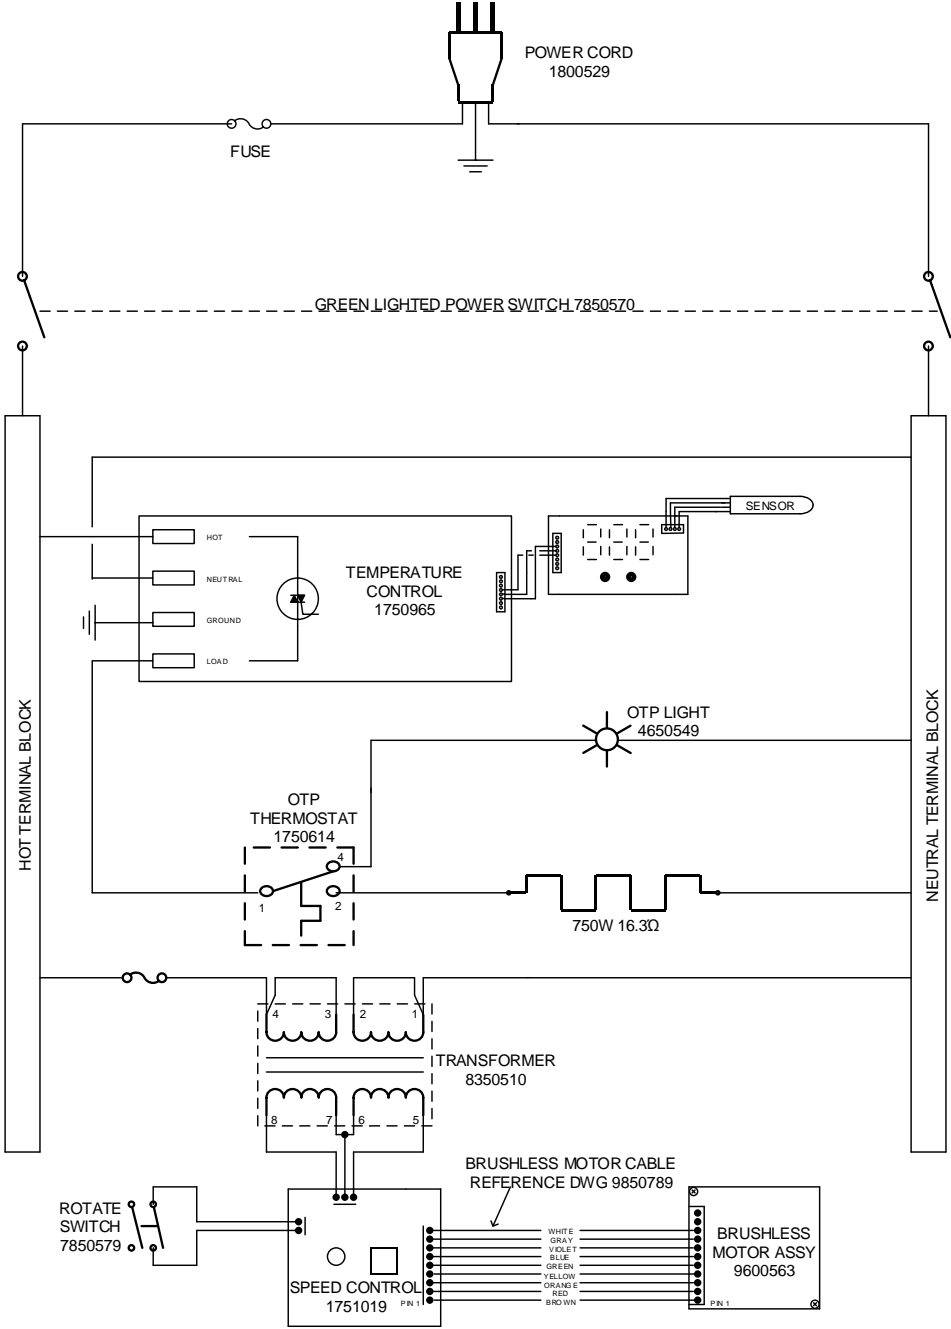 POWER CORD
1800529
FUSE
GREEN LIGHTED POWER SWITCH 7850570
SENSOR
HOT
NEUTRAL
GROUND
LOAD
TEMPERATURE
CONTROL
1750965
HOT TERMINAL BLOCK
NEUTRAL TERMINAL BLOCK
OTP LIGHT
4650549
OTP
THERMOSTAT
1750614
4
1
2
750W 16.3Ω
4
3
2
1
TRANSFORMER
8350510
8
7
6
5
BRUSHLESS MOTOR CABLE
REFERENCE DWG 9850789
ROTATE
SWITCH
7850579
SPEED CONTROL
1751019
PIN 1
WHITE
GRAY
VIOLET
BLUE
GREEN
YELLOW
ORANGE
RED
BROWN
BRUSHLESS
MOTOR ASSY
9600563
PIN 1